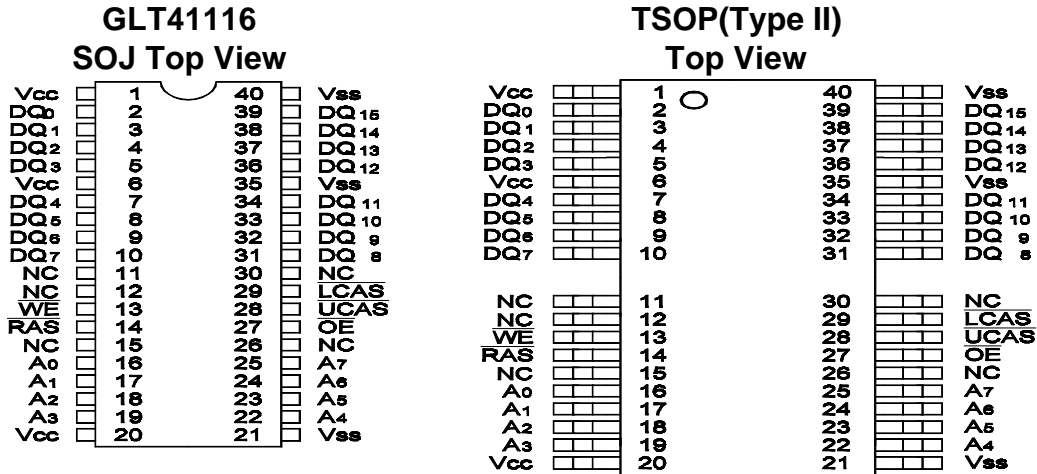 GLT41116
SOJ Top View
Vcc 1 40 Vss
DQ0 2 39 DQ15
DQ1 3 38 DQ14
DQ2 4 37 DQ13
DQ3 5 36 DQ12
Vcc 6 35 Vss
DQ4 7 34 DQ11
DQ5 8 33 DQ10
DQ6 9 32 DQ 9
DQ7 10 31 DQ 8
NC 11 30 NC
NC 12 29 LCAS
WE 13 28 UCAS
RAS 14 27 OE
NC 15 26 NC
A0 16 25 A7
A1 17 24 A6
A2 18 23 A5
A3 19 22 A4
Vcc 20 21 Vss
TSOP(Type II)
Top View
Vcc 1 40 Vss
DQ0 2 39 DQ15
DQ1 3 38 DQ14
DQ2 4 37 DQ13
DQ3 5 36 DQ12
Vcc 6 35 Vss
DQ4 7 34 DQ11
DQ5 8 33 DQ10
DQ6 9 32 DQ 9
DQ7 10 31 DQ 8
NC 11 30 NC
NC 12 29 LCAS
WE 13 28 UCAS
RAS 14 27 OE
NC 15 26 NC
A0 16 25 A7
A1 17 24 A6
A2 18 23 A5
A3 19 22 A4
Vcc 20 21 Vss